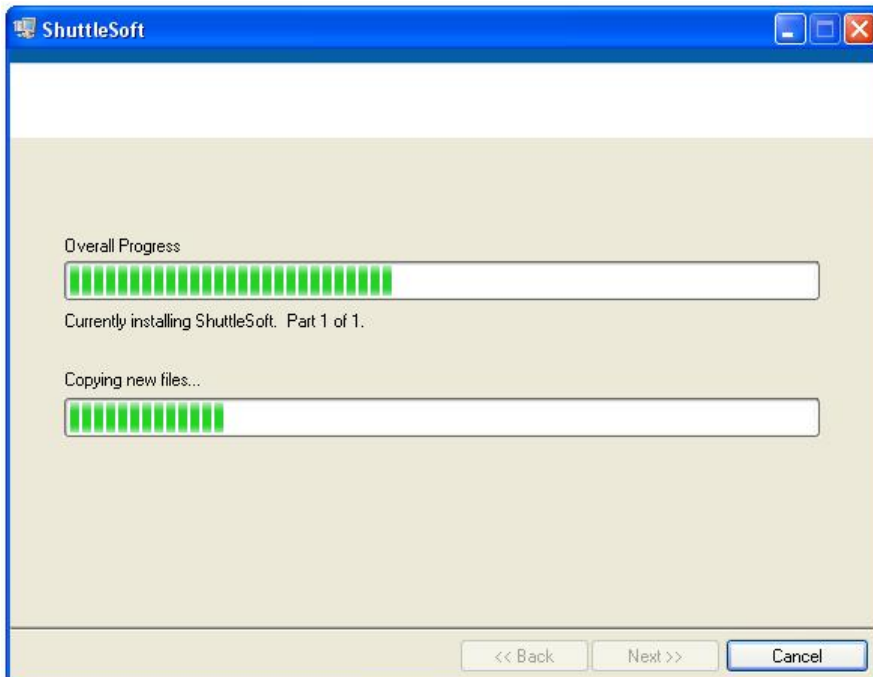 ShuttleSoft
Overall Progress
Currently installing ShuttleSoft. Part 1 of 1.
Copying new files...
<< Back
Next >>
Cancel